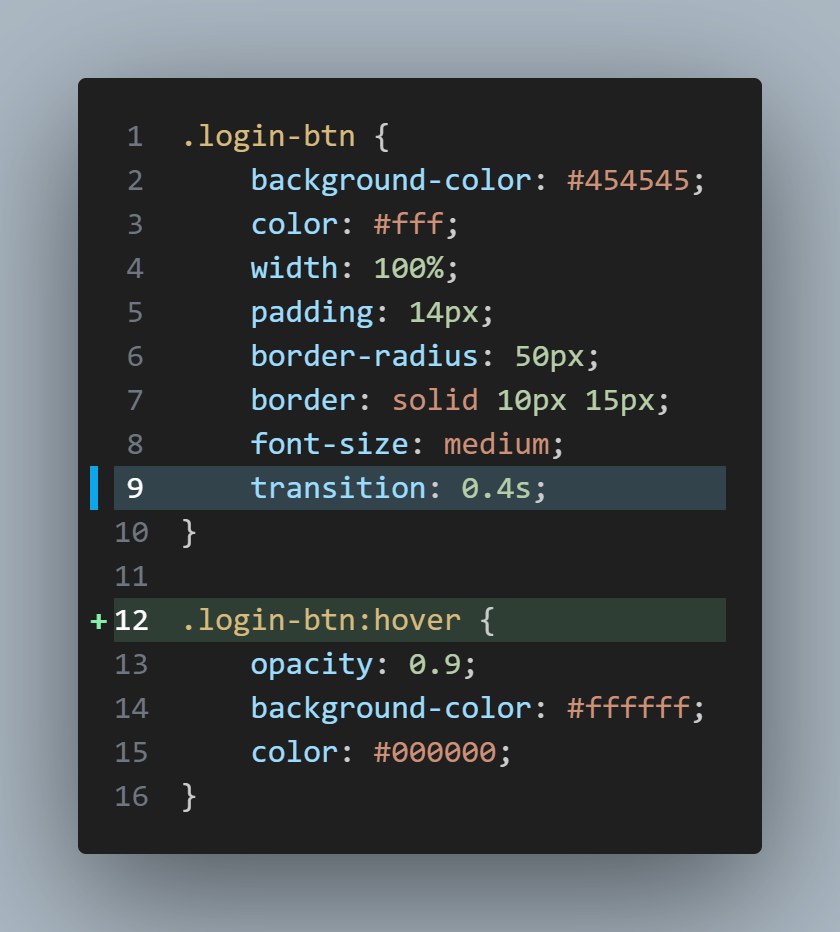 1 .login-btn {
2     background-color: #454545;
3     color: #fff;
4     width: 100%;
5     padding: 14px;
6     border-radius: 50px;
7     border: solid 10px 15px;
8     font-size: medium;
9     transition: 0.4s;
10 }
11
+ 12 .login-btn:hover {
13     opacity: 0.9;
14     background-color: #ffffff;
15     color: #000000;
16 }